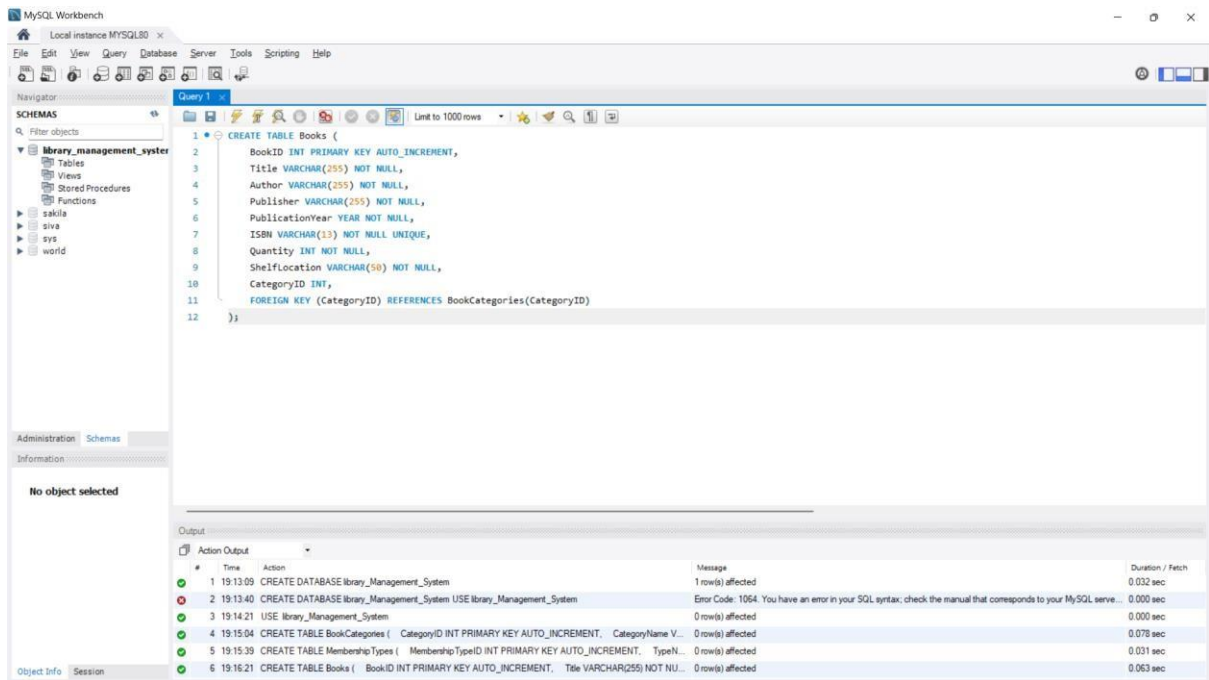 MySQL Workbench
Local instance MYSQL80 ×
File Edit View Query Database Server Tools Scripting Help
Navigator
SCHEMAS
Filter objects
library_management_syster
Tables
Views
Stored Procedures
Functions
sakila
siva
sys
world
Administration Schemas
Information
No object selected
Object Info Session
Query 1 ×
Limit to 1000 rows
1 CREATE TABLE Books (
2 BookID INT PRIMARY KEY AUTO_INCREMENT,
3 Title VARCHAR(255) NOT NULL,
4 Author VARCHAR(255) NOT NULL,
5 Publisher VARCHAR(255) NOT NULL,
6 PublicationYear YEAR NOT NULL,
7 ISBN VARCHAR(13) NOT NULL UNIQUE,
8 Quantity INT NOT NULL,
9 ShelfLocation VARCHAR(50) NOT NULL,
10 CategoryID INT,
11 FOREIGN KEY (CategoryID) REFERENCES BookCategories(CategoryID)
12 );
Output
Action Output
# Time Action Message Duration / Fetch
1 19:13:09 CREATE DATABASE library_Management_System 1 row(s) affected 0.032 sec
2 19:13:40 CREATE DATABASE library_Management_System USE library_Management_System Error Code: 1064. You have an error in your SQL syntax; check the manual that corresponds to your MySQL serve... 0.000 sec
3 19:14:21 USE library_Management_System 0 row(s) affected 0.000 sec
4 19:15:04 CREATE TABLE BookCategories ( CategoryID INT PRIMARY KEY AUTO_INCREMENT, CategoryName V... 0 row(s) affected 0.078 sec
5 19:15:39 CREATE TABLE MembershipTypes ( MembershipTypeID INT PRIMARY KEY AUTO_INCREMENT, TypeN... 0 row(s) affected 0.031 sec
6 19:16:21 CREATE TABLE Books ( BookID INT PRIMARY KEY AUTO_INCREMENT, Title VARCHAR(255) NOT NU... 0 row(s) affected 0.063 sec